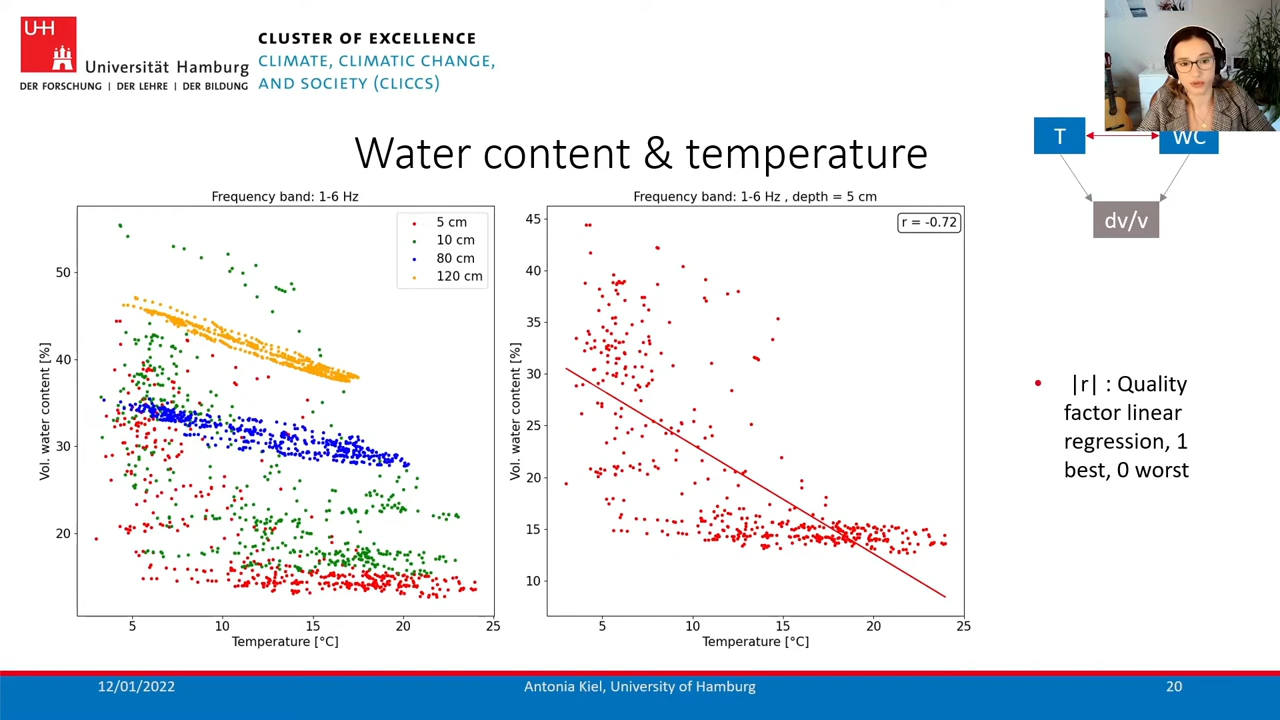 U+H
Universität Hamburg
DER FORSCHUNG | DER LEHRE | DER BILDUNG
CLUSTER OF EXCELLENCE
CLIMATE, CLIMATIC CHANGE,
AND SOCIETY (CLICCS)
T
WC
dv/v
Water content & temperature
Frequency band: 1-6 Hz
5 cm
10 cm
80 cm
120 cm
50
40
30
20
Vol. water content [%]
5
10
15
20
25
Temperature [°C]
Frequency band: 1-6 Hz , depth = 5 cm
r = -0.72
45
40
35
30
25
20
15
10
Vol. water content [%]
5
10
15
20
25
Temperature [°C]
• |r| : Quality
factor linear
regression, 1
best, 0 worst
12/01/2022
Antonia Kiel, University of Hamburg
20